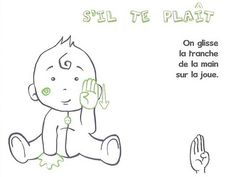 S'IL TE PLAÎT
On glisse
la tranche
de la main
sur la joue.